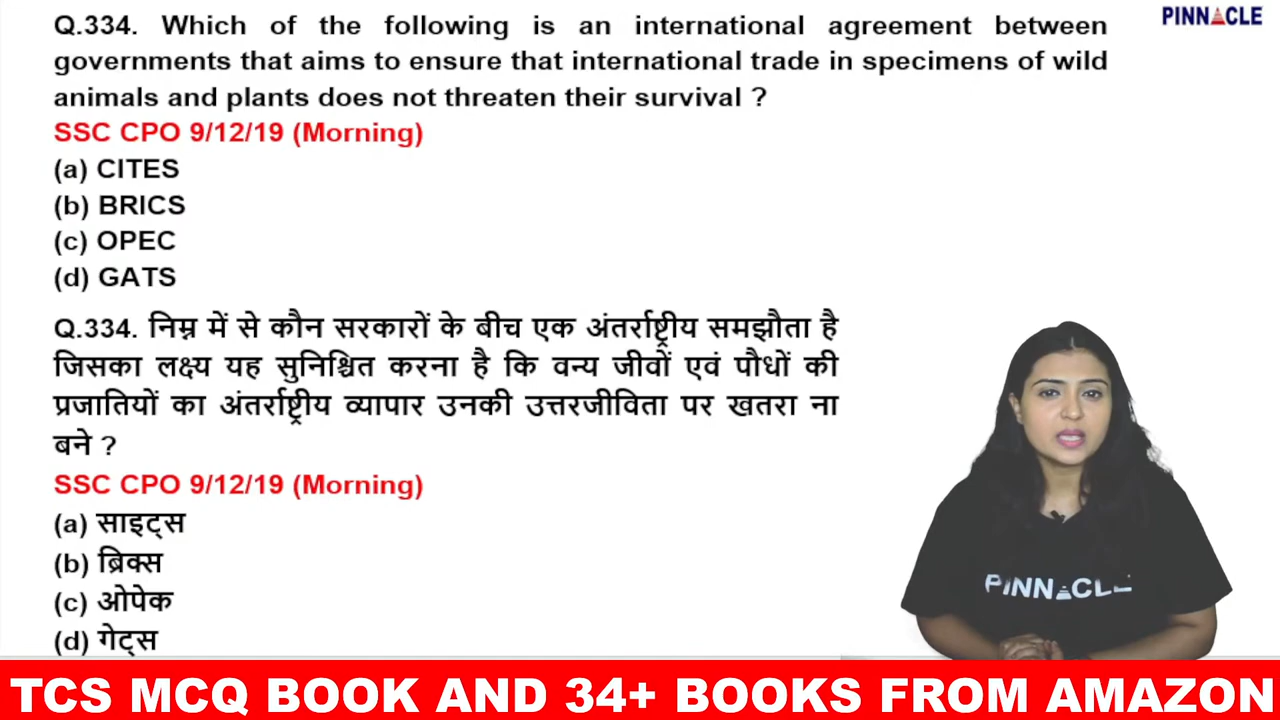 PINNACLE
Q.334. Which of the following is an international agreement between
governments that aims to ensure that international trade in specimens of wild
animals and plants does not threaten their survival ?
SSC CPO 9/12/19 (Morning)
(a) CITES
(b) BRICS
(c) OPEC
(d) GATS
Q.334. निम्न में से कौन सरकारों के बीच एक अंतर्राष्ट्रीय समझौता है
जिसका लक्ष्य यह सुनिश्चित करना है कि वन्य जीवों एवं पौधों की
प्रजातियों का अंतर्राष्ट्रीय व्यापार उनकी उत्तरजीविता पर खतरा ना
बने ?
SSC CPO 9/12/19 (Morning)
(a) साइट्स
(b) ब्रिक्स
(c) ओपेक
(d) गेट्स
PINNACLE
TCS MCQ BOOK AND 34+ BOOKS FROM AMAZON